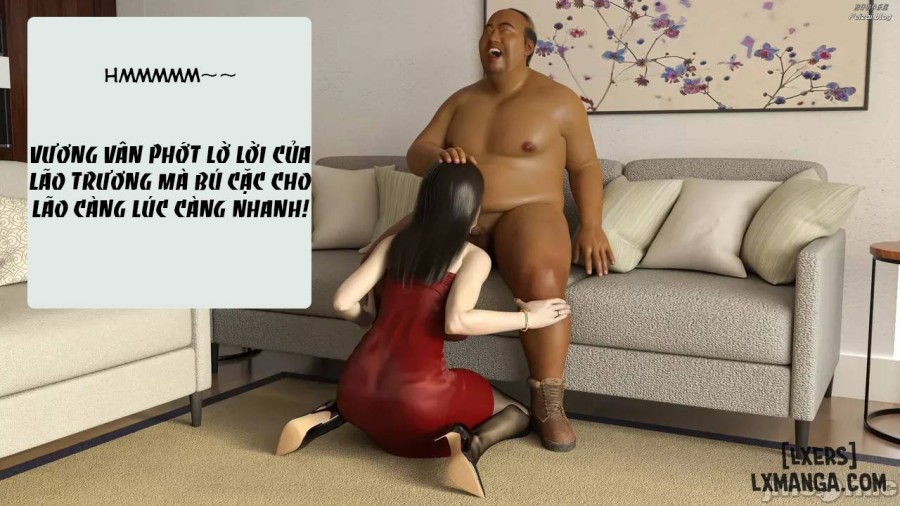 HMMMMM~~
VƯƠNG VÂN PHỚT LỜ LỜI CỦA
LÃO TRƯƠNG MÀ BÚ CẶC CHO
LÃO CÀNG LÚC CÀNG NHANH!
[LXERS]
LXMANGA.COM